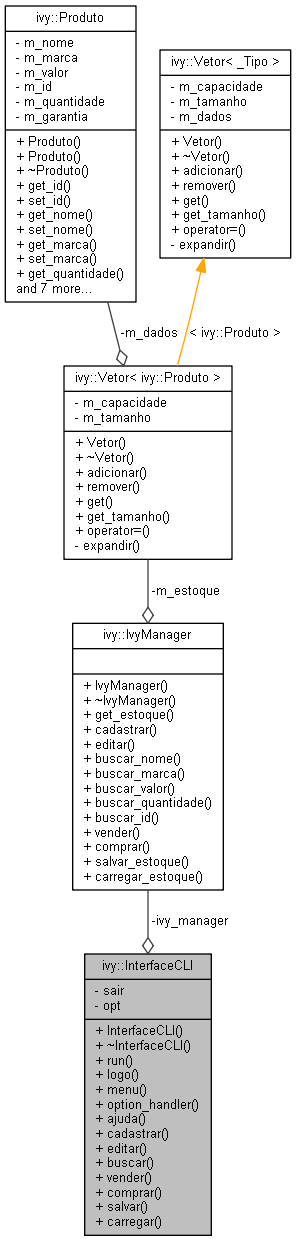 ivy::Produto
- m_nome
- m_marca
- m_valor
- m_id
- m_quantidade
- m_garantia
+ Produto()
+ Produto()
+ ~Produto()
+ get_id()
+ set_id()
+ get_nome()
+ set_nome()
+ get_marca()
+ set_marca()
+ get_quantidade()
and 7 more...
ivy::Vetor< _Tipo >
- m_capacidade
- m_tamanho
- m_dados
+ Vetor()
+ ~Vetor()
+ adicionar()
+ remover()
+ get()
+ get_tamanho()
+ operator=()
- expandir()
-m_dados
< ivy::Produto >
ivy::Vetor< ivy::Produto >
- m_capacidade
- m_tamanho
+ Vetor()
+ ~Vetor()
+ adicionar()
+ remover()
+ get()
+ get_tamanho()
+ operator=()
- expandir()
-m_estoque
ivy::IvyManager
+ IvyManager()
+ ~IvyManager()
+ get_estoque()
+ cadastrar()
+ editar()
+ buscar_nome()
+ buscar_marca()
+ buscar_valor()
+ buscar_quantidade()
+ buscar_id()
+ vender()
+ comprar()
+ salvar_estoque()
+ carregar_estoque()
-ivy_manager
ivy::InterfaceCLI
- sair
- opt
+ InterfaceCLI()
+ ~InterfaceCLI()
+ run()
+ logo()
+ menu()
+ option_handler()
+ ajuda()
+ cadastrar()
+ editar()
+ buscar()
+ vender()
+ comprar()
+ salvar()
+ carregar()